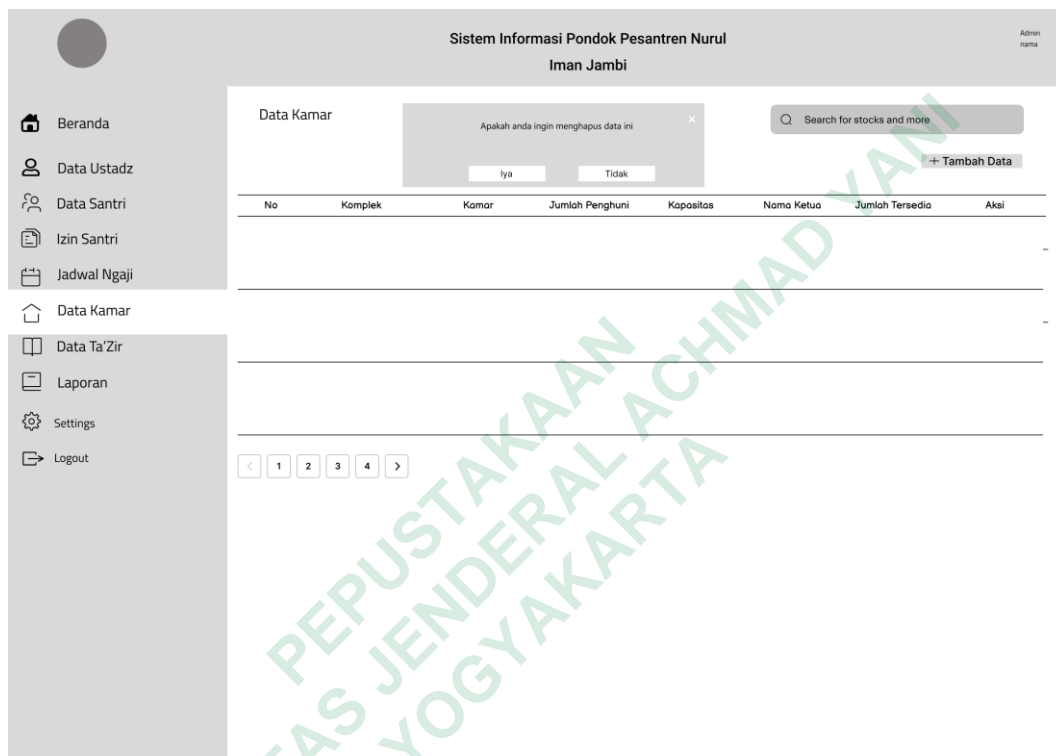 Sistem Informasi Pondok Pesantren Nurul
Iman Jambi
Admin
nama
Beranda
Data Ustadz
Data Santri
Izin Santri
Jadwal Ngaji
Data Kamar
Data Ta'Zir
Laporan
Settings
Logout
Data Kamar
Apakah anda ingin menghapus data ini
×
Iya Tidak
Search for stocks and more
+ Tambah Data
No Komplek Kamar Jumlah Penghuni Kapasitas Nama Ketua Jumlah Tersedia Aksi
< 1 2 3 4 >
PEPUSTAKAAN
TAS JENDERAL ACHMAD YANI
YOGYAKARTA